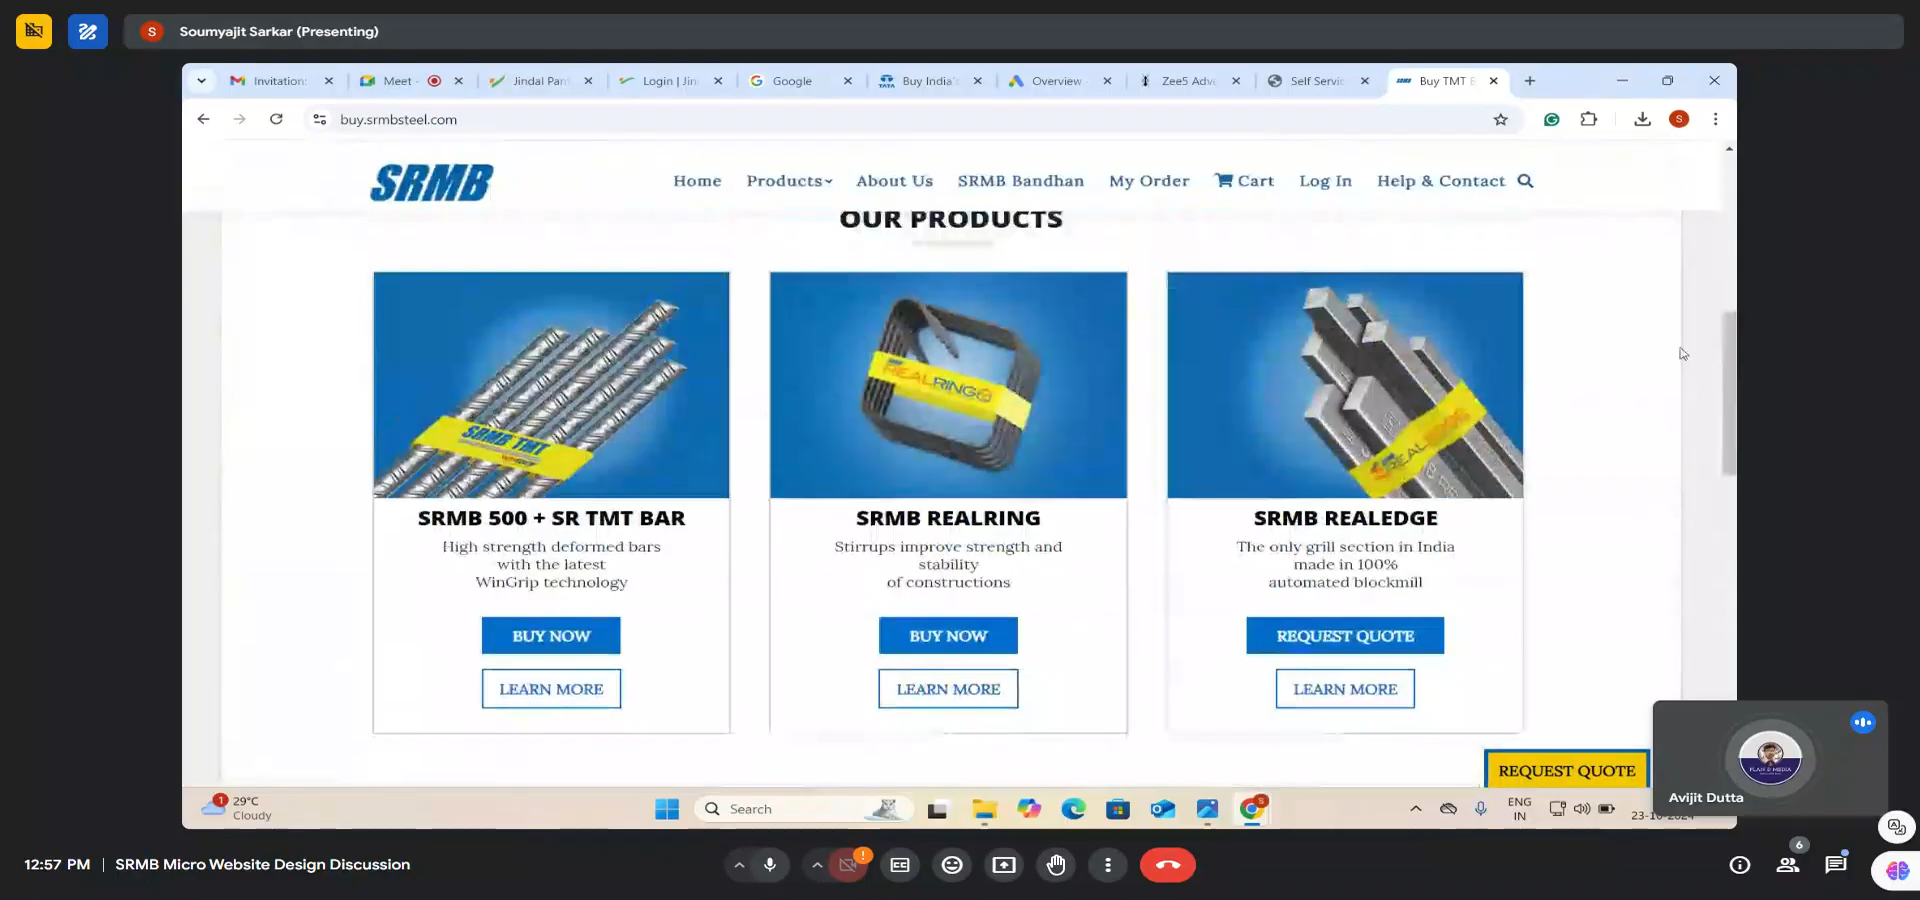 S Soumyajit Sarkar (Presenting)
Invitation: Meet - Jindal Pan Login | Jin Google Buy India' Overview Zee5 Adve Self Servic Buy TMT B
buy.srmbsteel.com
S
SRMB
Home Products About Us SRMB Bandhan My Order Cart Log In Help & Contact
OUR PRODUCTS
SRMB TMT
REALRING
REALEDGE
SRMB 500 + SR TMT BAR
High strength deformed bars
with the latest
WinGrip technology
BUY NOW
LEARN MORE
SRMB REALRING
Stirrups improve strength and
stability
of constructions
BUY NOW
LEARN MORE
SRMB REALEDGE
The only grill section in India
made in 100%
automated blockmill
REQUEST QUOTE
LEARN MORE
REQUEST QUOTE
PLAN B MEDIA
Avijit Dutta
1
29°C
Cloudy
Search
ENG
IN
12:57 PM | SRMB Micro Website Design Discussion
6